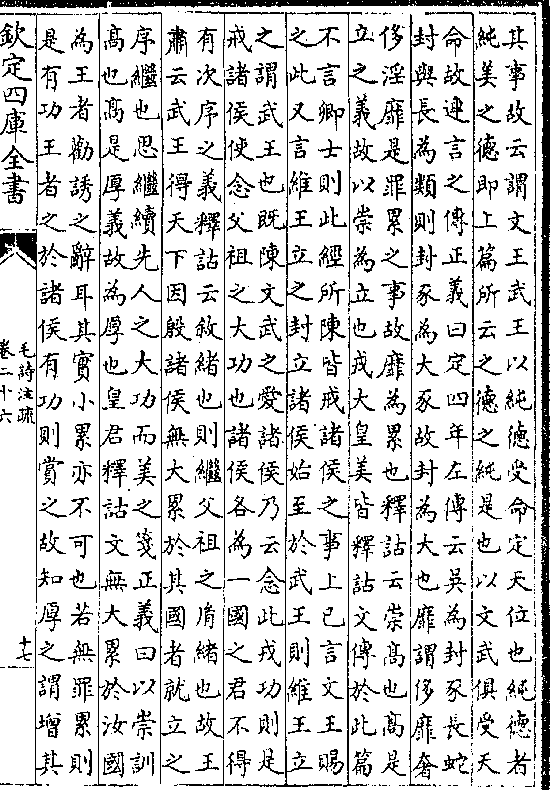 其事故云謂文王武王以純德受命定天位也純德者
純美之德即上篇所云之德之純是也以文武俱受天
命故連言之傳正義曰定四年左傳云吳為封豕長蛇
封與長為類則封豕為大豕故封為大也靡謂侈靡奢
侈淫靡是罪累之事故靡為累也釋詁云崇高也高是
立之義故以崇為立也戎大皇美皆釋詁文傳於此篇
不言卿士則此經所陳皆戒諸侯之事上已言文王賜
之此又言維王立之封立諸侯始至於武王則維王立
之謂武王也既陳文武之愛諸侯乃云念此戎功則是
戒諸侯使念父祖之大功也諸侯各為一國之君不得
有次序之義釋詁云敘緒也則繼父祖之胤緒也故王
肅云武王得天下因殷諸侯無大累於其國者就立之
序繼也思繼續先人之大功而美之箋正義曰以崇訓
髙也髙是厚義故為厚也皇君釋詁文無大累於汝國
為王者勸誘之辭耳其實小累亦不可也若無罪累則
是有功王者之於諸侯有功則賞之故知厚之謂增其
欽定四庫全書
毛詩注疏
卷二十六
十七